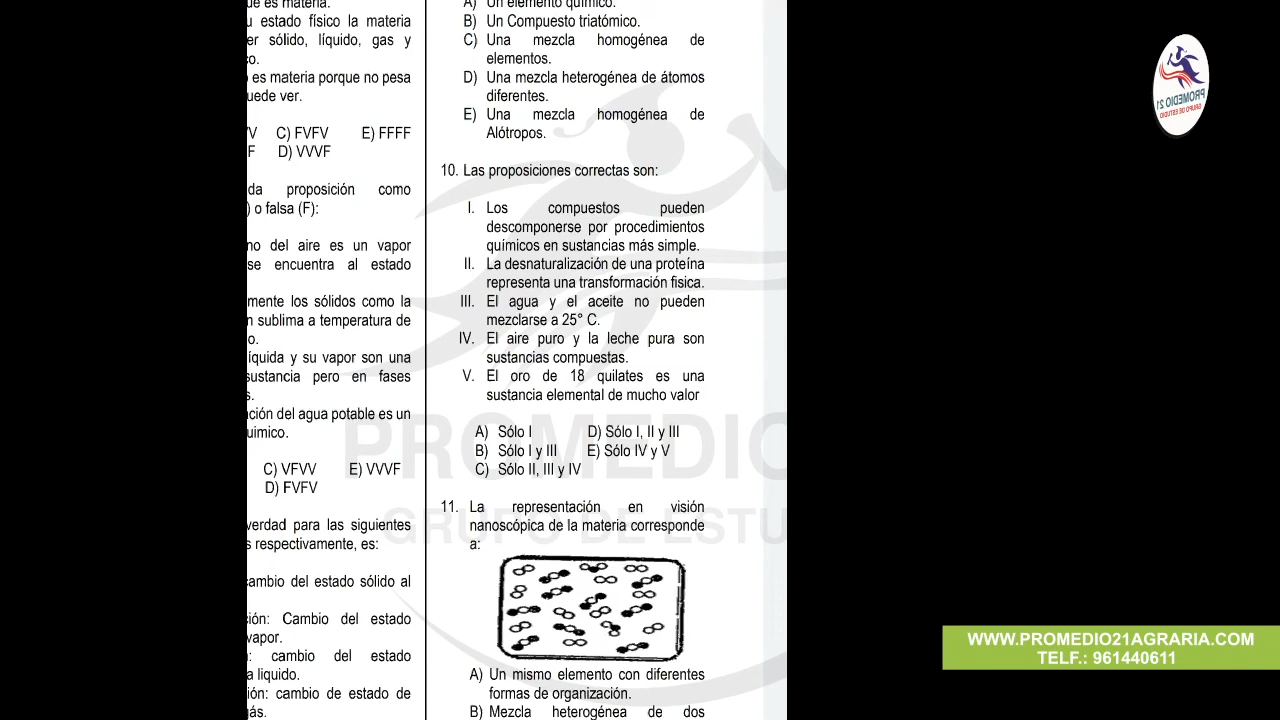 u estado físico la materia
er sólido, líquido, gas y
co.
es materia porque no pesa
uede ver.
C) FVFV E) FFFF
F D) VVVF
da proposición como
) o falsa (F):
no del aire es un vapor
se encuentra al estado
mente los sólidos como la
n sublima a temperatura de
o.
íquida y su vapor son una
sustancia pero en fases
s.
ción del agua potable es un
uimico.
C) VFVV E) VVVF
D) FVFV
verdad para las siguientes
s respectivamente, es:
cambio del estado sólido al
ión: Cambio del estado
vapor.
: cambio del estado
a liquido.
ión: cambio de estado de
gás.
A) Un elemento químico.
B) Un Compuesto triatómico.
C) Una mezcla homogénea de
elementos.
D) Una mezcla heterogénea de átomos
diferentes.
E) Una mezcla homogénea de
Alótropos.
10. Las proposiciones correctas son:
I. Los compuestos pueden
descomponerse por procedimientos
químicos en sustancias más simple.
II. La desnaturalización de una proteína
representa una transformación fisica.
III. El agua y el aceite no pueden
mezclarse a 25° C.
IV. El aire puro y la leche pura son
sustancias compuestas.
V. El oro de 18 quilates es una
sustancia elemental de mucho valor
A) Sólo I D) Sólo I, II y III
B) Sólo I y III E) Sólo IV y V
C) Sólo II, III y IV
11. La representación en visión
nanoscópica de la materia corresponde
a:
A) Un mismo elemento con diferentes
formas de organización.
B) Mezcla heterogénea de dos
PROMEDIO
GRUPO DE ESTU
PROMEDIO 21
GRUPO DE ESTUDIO
WWW.PROMEDIO21AGRARIA.COM
TELF.: 961440611